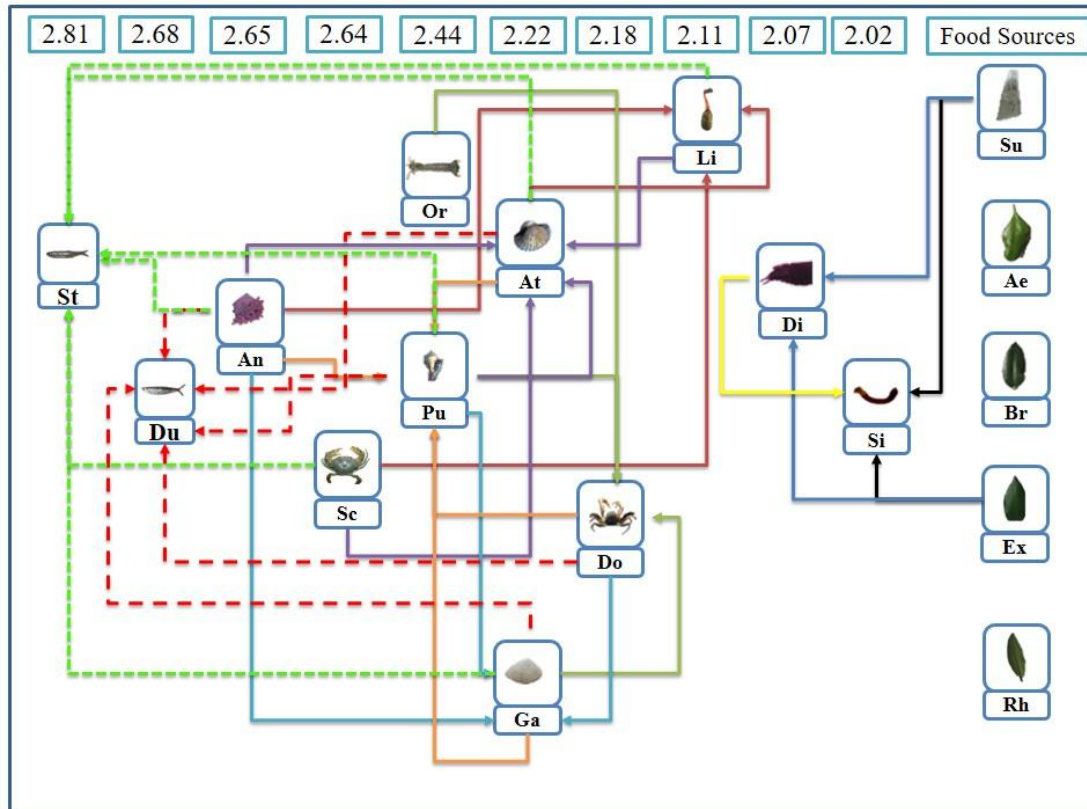 2.81 2.68 2.65 2.64 2.44 2.22 2.18 2.11 2.07 2.02 Food Sources
Su
Li
Or
Ae
At
St
Di
An
Pu
Br
Du
Si
Sc
Ex
Do
Rh
Ga